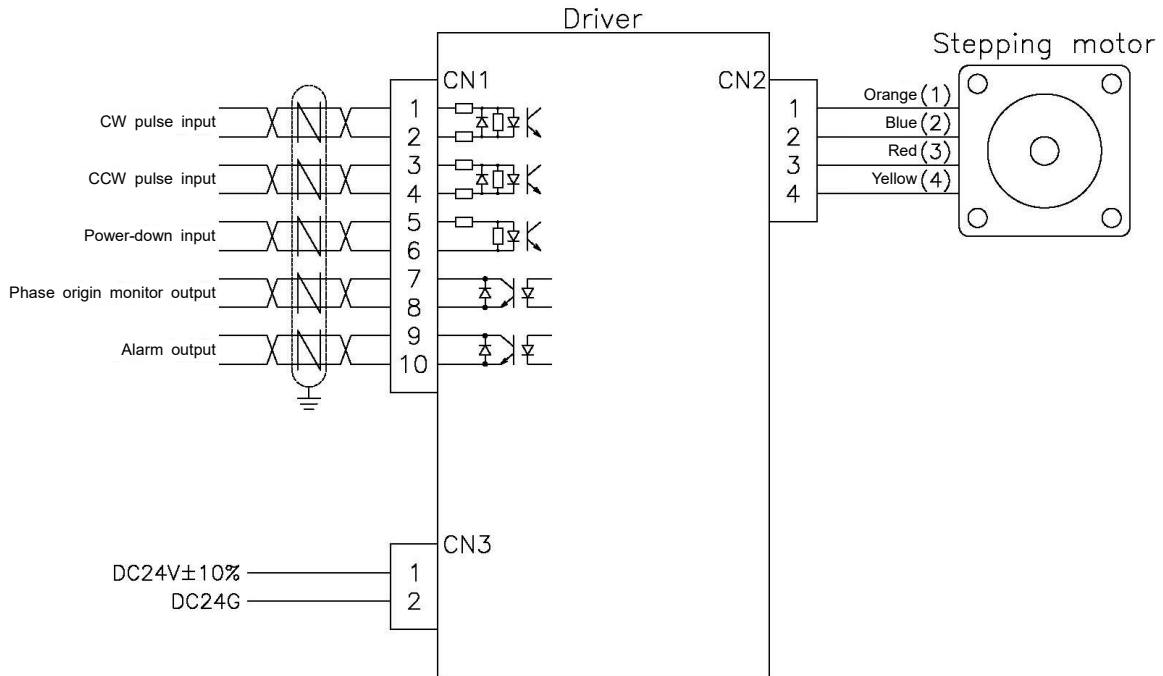 Driver
Stepping motor
CN1
CN2
CW pulse input
1
2
CCW pulse input
3
4
Power-down input
5
6
Phase origin monitor output
7
8
Alarm output
9
10
1
Orange (1)
2
Blue (2)
3
Red (3)
4
Yellow (4)
CN3
DC24V±10%
1
DC24G
2